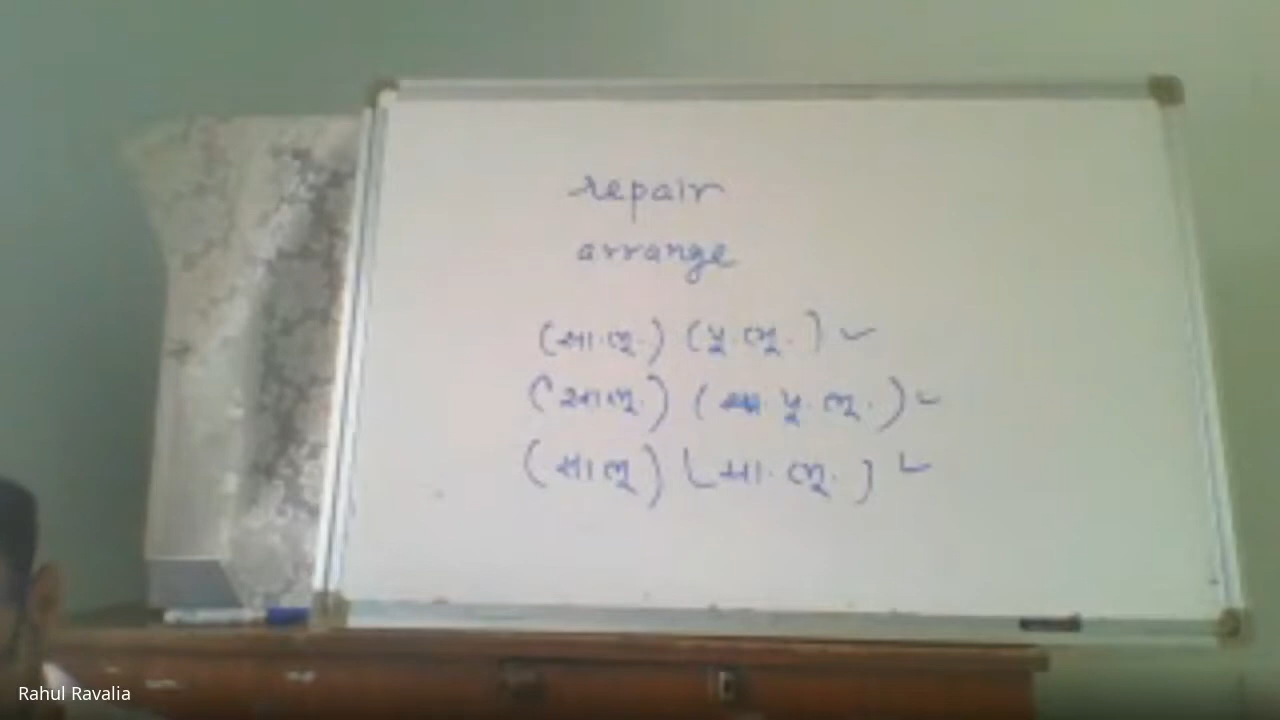 repair
arrange
(સા.ભૂ.) (પૂ.ભૂ.) ✓
(સાભૂ.) (પૂ.ભૂ.) ✓
(સાભૂ) (સા.ભૂ.) ✓
Rahul Ravalia